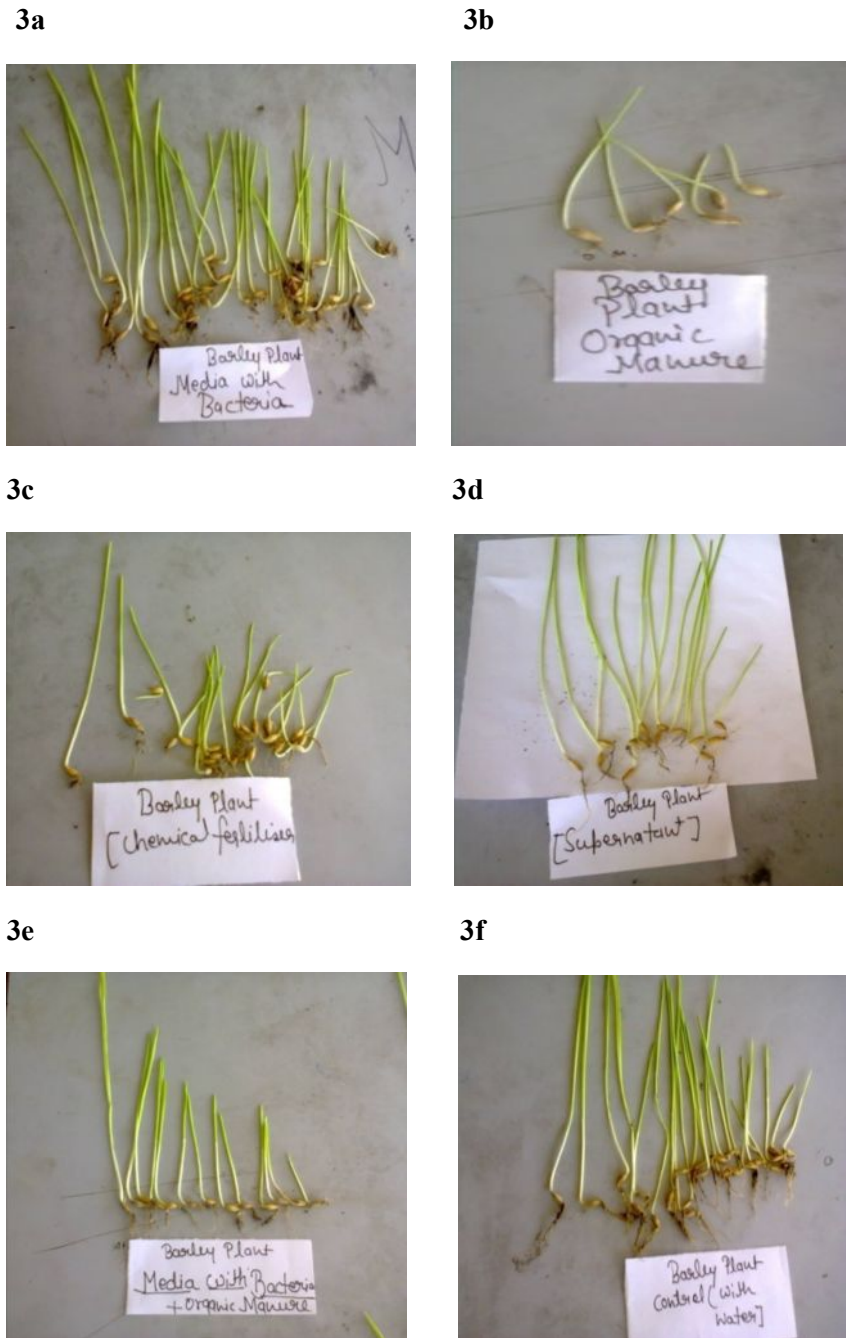 3a
3b
M
Barley Plant
Media with
Bacteria
Barley
Plant
Organic
Manure
3c
3d
Barley Plant
[Chemical fertiliser
Barley Plant
[Supernatant]
3e
3f
Barley Plant
Media with Bacteria
+ Organic Manure
Barley Plant
Control [with
water]